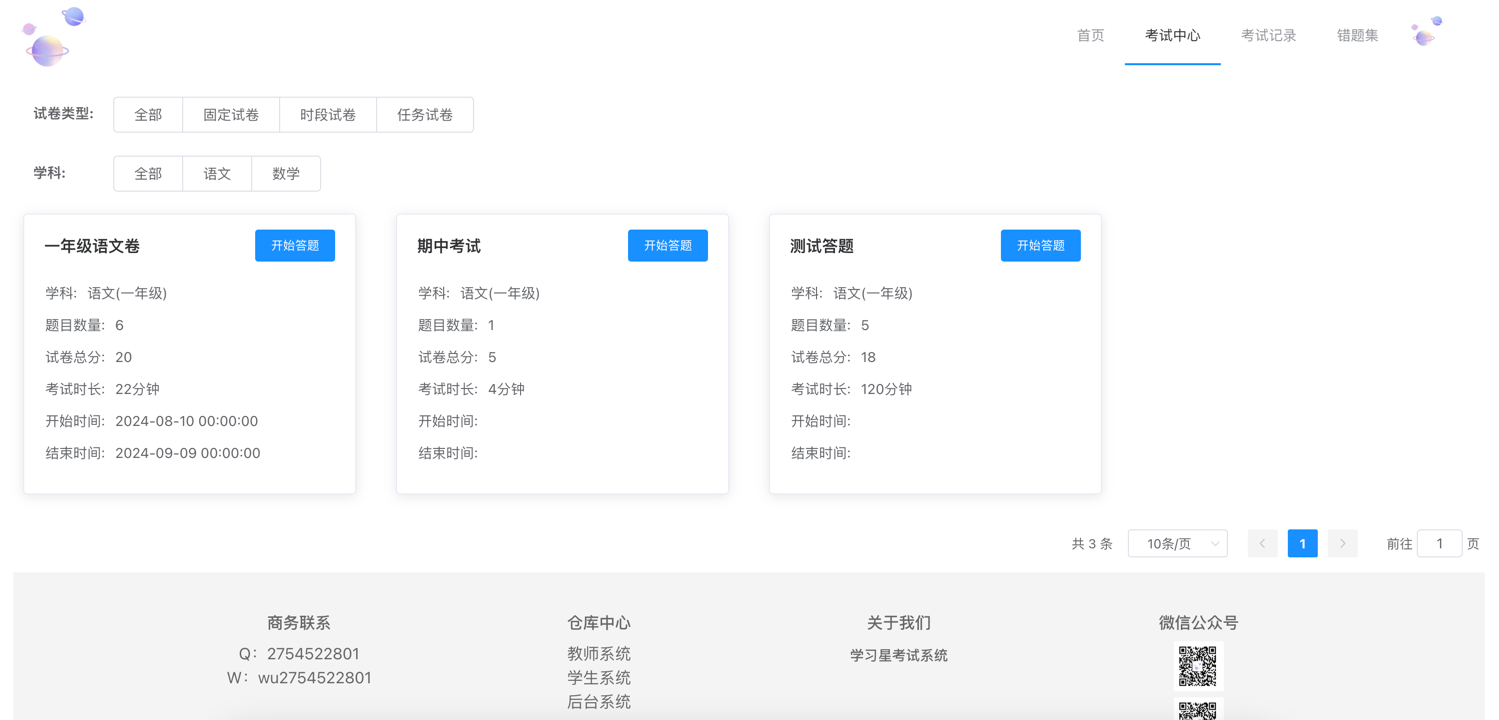 首页 考试中心 考试记录 错题集
试卷类型: 全部 固定试卷 时段试卷 任务试卷
学科: 全部 语文 数学
一年级语文卷 开始答题
学科: 语文(一年级)
题目数量: 6
试卷总分: 20
考试时长: 22分钟
开始时间: 2024-08-10 00:00:00
结束时间: 2024-09-09 00:00:00
期中考试 开始答题
学科: 语文(一年级)
题目数量: 1
试卷总分: 5
考试时长: 4分钟
开始时间:
结束时间:
测试答题 开始答题
学科: 语文(一年级)
题目数量: 5
试卷总分: 18
考试时长: 120分钟
开始时间:
结束时间:
共 3 条 10条/页 1 前往 1 页
商务联系
Q：2754522801
W：wu2754522801
仓库中心
教师系统
学生系统
后台系统
关于我们
学习星考试系统
微信公众号